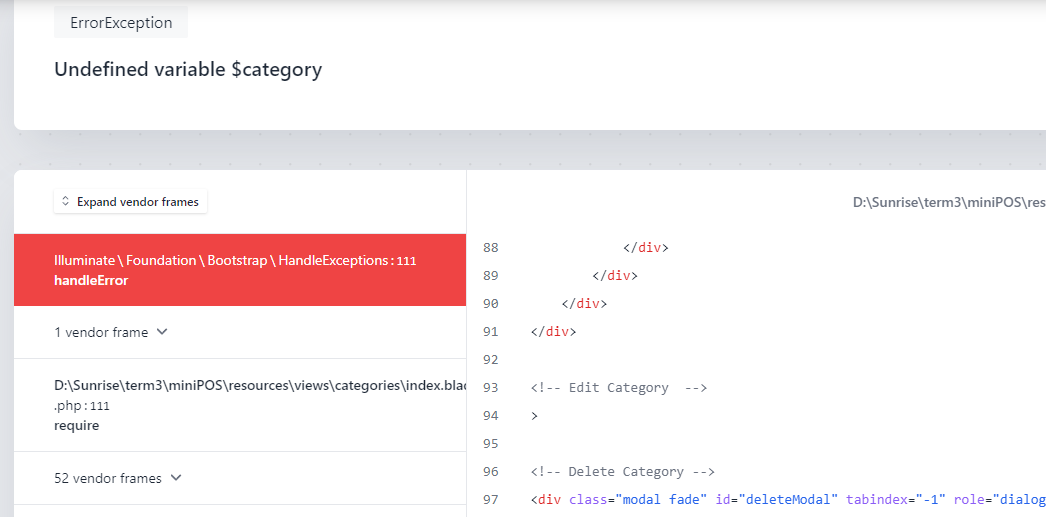 ErrorException
Undefined variable $category
Expand vendor frames
D:\Sunrise\term3\miniPOS\res
Illuminate \ Foundation \ Bootstrap \ HandleExceptions : 111
handleError
1 vendor frame
D:\Sunrise\term3\miniPOS\resources\views\categories\index.blad
.php : 111
require
52 vendor frames
88 </div>
89 </div>
90 </div>
91 </div>
92
93 <!-- Edit Category  -->
94 >
95
96 <!-- Delete Category -->
97 <div class="modal fade" id="deleteModal" tabindex="-1" role="dialog